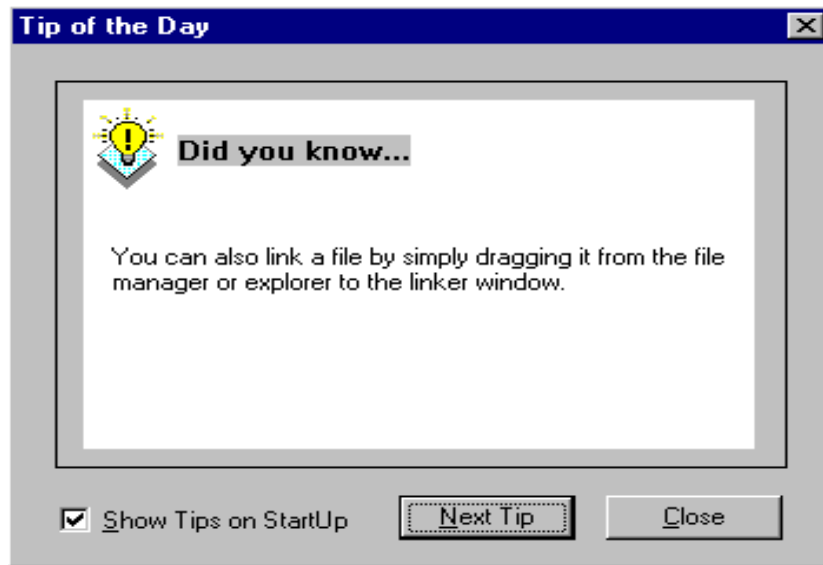 Tip of the Day
Did you know...
You can also link a file by simply dragging it from the file
manager or explorer to the linker window.
Show Tips on StartUp
Next Tip
Close